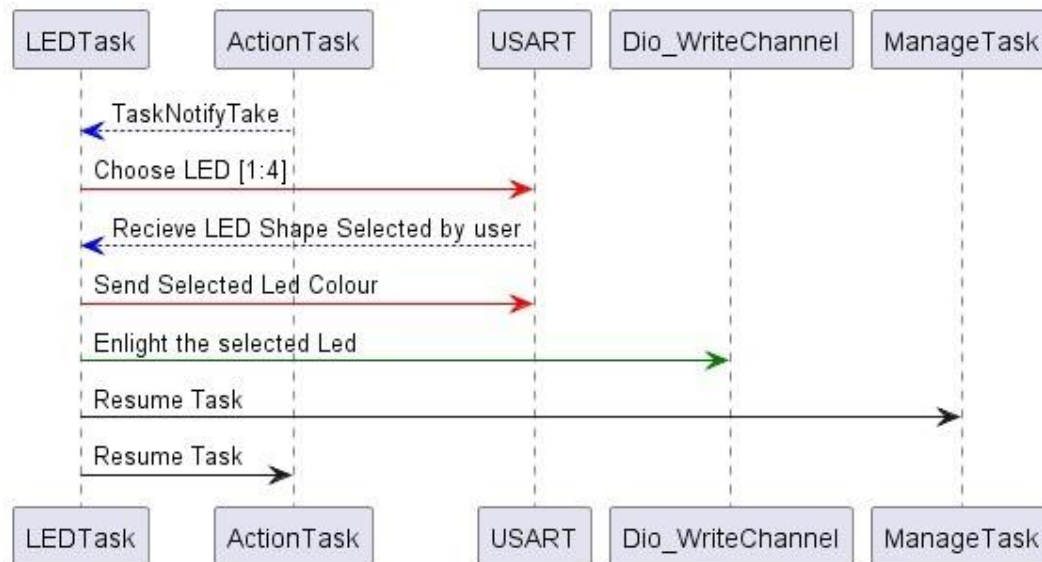 LEDTask ActionTask USART Dio_WriteChannel ManageTask
TaskNotifyTake
Choose LED [1:4]
Recieve LED Shape Selected by user
Send Selected Led Colour
Enlight the selected Led
Resume Task
Resume Task
LEDTask ActionTask USART Dio_WriteChannel ManageTask